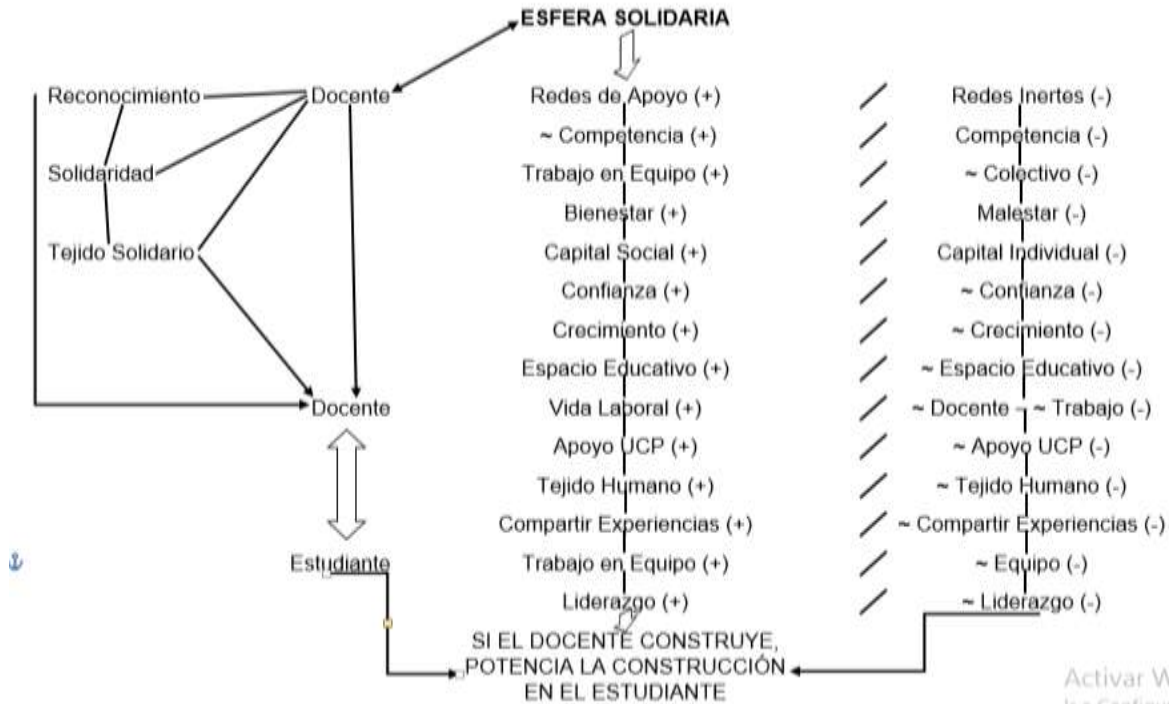 ESFERA SOLIDARIA
Reconocimiento Docente Redes de Apoyo (+) Redes Inertes (-)
~ Competencia (+) Competencia (-)
Solidaridad Trabajo en Equipo (+) ~ Colectivo (-)
Bienestar (+) Malestar (-)
Tejido Solidario Capital Social (+) Capital Individual (-)
Confianza (+) ~ Confianza (-)
Crecimiento (+) ~ Crecimiento (-)
Espacio Educativo (+) ~ Espacio Educativo (-)
Docente Vida Laboral (+) ~ Docente - ~ Trabajo (-)
Apoyo UCP (+) ~ Apoyo UCP (-)
Tejido Humano (+) ~ Tejido Humano (-)
Compartir Experiencias (+) ~ Compartir Experiencias (-)
Estudiante Trabajo en Equipo (+) ~ Equipo (-)
Liderazgo (+) ~ Liderazgo (-)
SI EL DOCENTE CONSTRUYE,
POTENCIA LA CONSTRUCCIÓN
EN EL ESTUDIANTE
Activar W